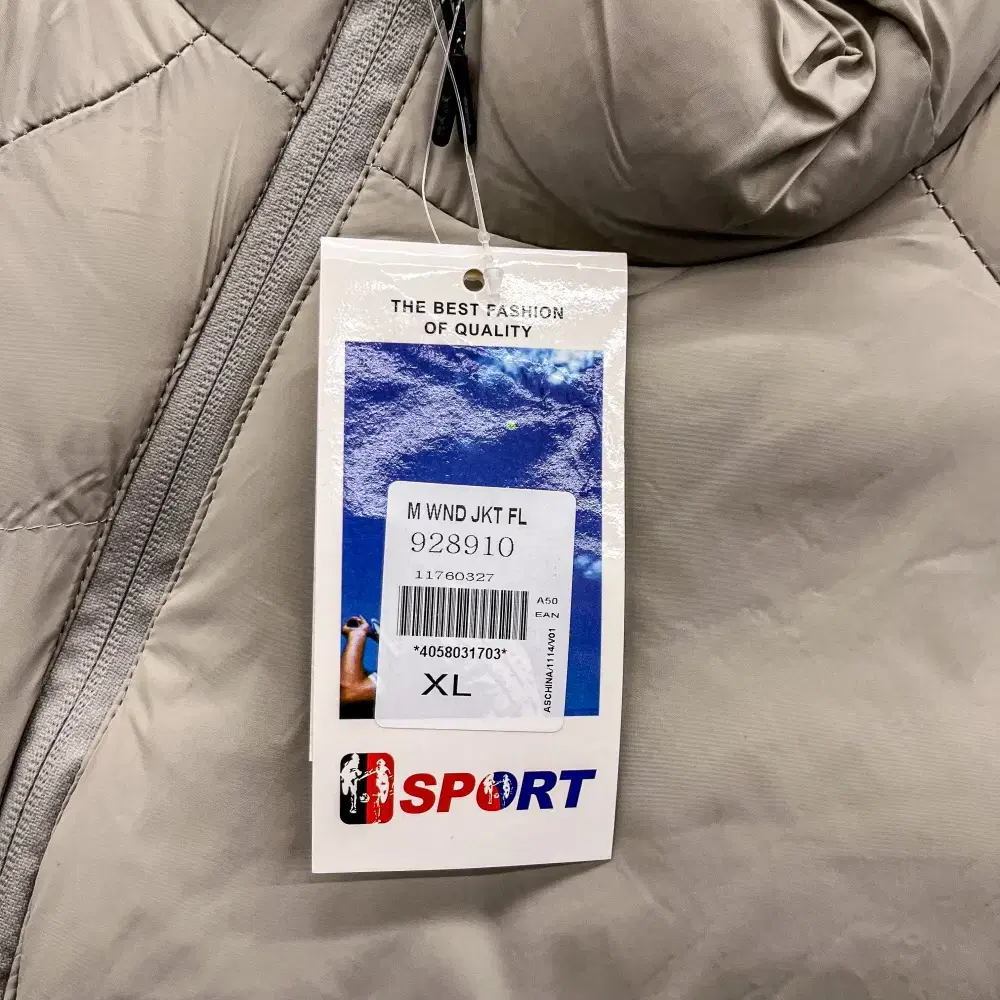 THE BEST FASHION
OF QUALITY
M WND JKT FL
928910
11760327
A50
EAN
*4058031703*
XL
ASCHINA/1114/V01
SPORT